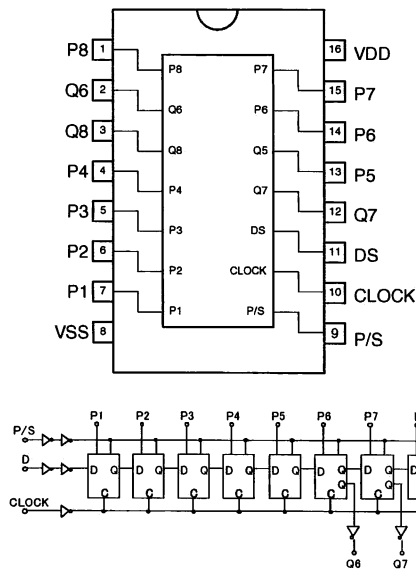 P8 1 P8 P7 16 VDD
Q6 2 Q6 P6 15 P7
Q8 3 Q8 Q5 14 P6
P4 4 P4 Q7 13 P5
P3 5 P3 DS 12 Q7
P2 6 P2 CLOCK 11 DS
P1 7 P1 P/S 10 CLOCK
VSS 8 9 P/S
P1 P2 P3 P4 P5 P6 P7
P/S
D D Q D Q D Q D Q D Q D Q D Q D
Q Q
C C C C C C C
CLOCK
Q6 Q7